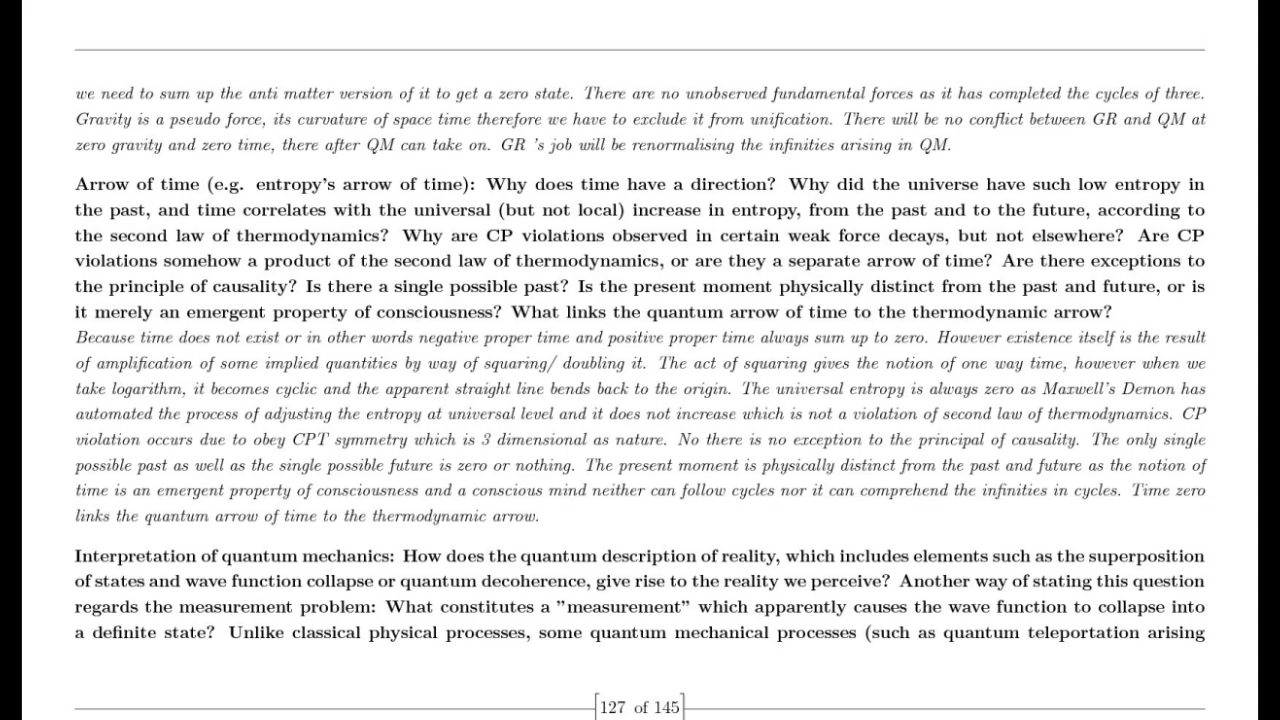 we need to sum up the anti matter version of it to get a zero state. There are no unobserved fundamental forces as it has completed the cycles of three.
Gravity is a pseudo force, its curvature of space time therefore we have to exclude it from unification. There will be no conflict between GR and QM at
zero gravity and zero time, there after QM can take on. GR 's job will be renormalising the infinities arising in QM.
Arrow of time (e.g. entropy's arrow of time): Why does time have a direction? Why did the universe have such low entropy in
the past, and time correlates with the universal (but not local) increase in entropy, from the past and to the future, according to
the second law of thermodynamics? Why are CP violations observed in certain weak force decays, but not elsewhere? Are CP
violations somehow a product of the second law of thermodynamics, or are they a separate arrow of time? Are there exceptions to
the principle of causality? Is there a single possible past? Is the present moment physically distinct from the past and future, or is
it merely an emergent property of consciousness? What links the quantum arrow of time to the thermodynamic arrow?
Because time does not exist or in other words negative proper time and positive proper time always sum up to zero. However existence itself is the result
of amplification of some implied quantities by way of squaring/ doubling it. The act of squaring gives the notion of one way time, however when we
take logarithm, it becomes cyclic and the apparent straight line bends back to the origin. The universal entropy is always zero as Maxwell's Demon has
automated the process of adjusting the entropy at universal level and it does not increase which is not a violation of second law of thermodynamics. CP
violation occurs due to obey CPT symmetry which is 3 dimensional as nature. No there is no exception to the principal of causality. The only single
possible past as well as the single possible future is zero or nothing. The present moment is physically distinct from the past and future as the notion of
time is an emergent property of consciousness and a conscious mind neither can follow cycles nor it can comprehend the infinities in cycles. Time zero
links the quantum arrow of time to the thermodynamic arrow.
Interpretation of quantum mechanics: How does the quantum description of reality, which includes elements such as the superposition
of states and wave function collapse or quantum decoherence, give rise to the reality we perceive? Another way of stating this question
regards the measurement problem: What constitutes a "measurement" which apparently causes the wave function to collapse into
a definite state? Unlike classical physical processes, some quantum mechanical processes (such as quantum teleportation arising
127 of 145